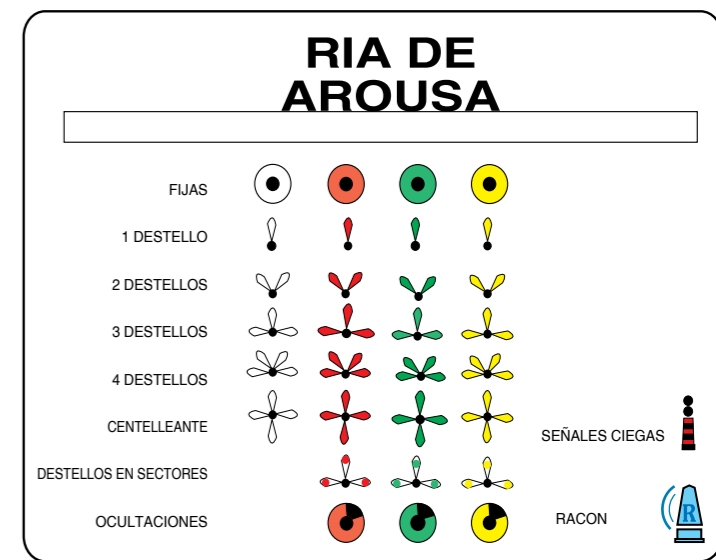 RIA DE
AROUSA
FIJAS
1 DESTELLO
2 DESTELLOS
3 DESTELLOS
4 DESTELLOS
CENTELLEANTE
SEÑALES CIEGAS
DESTELLOS EN SECTORES
OCULTACIONES
RACON
R